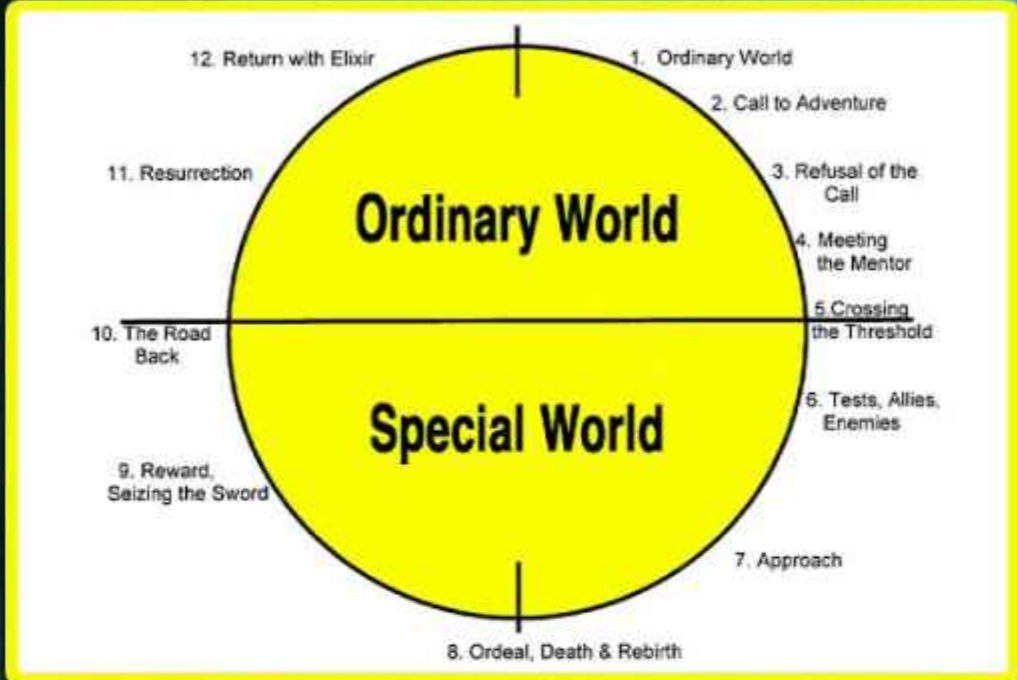 12. Return with Elixir
1. Ordinary World
2. Call to Adventure
11. Resurrection
3. Refusal of the
Call
Ordinary World
4. Meeting
the Mentor
5.Crossing
the Threshold
10. The Road
Back
Special World
6. Tests, Allies,
Enemies
9. Reward,
Seizing the Sword
7. Approach
8. Ordeal, Death & Rebirth